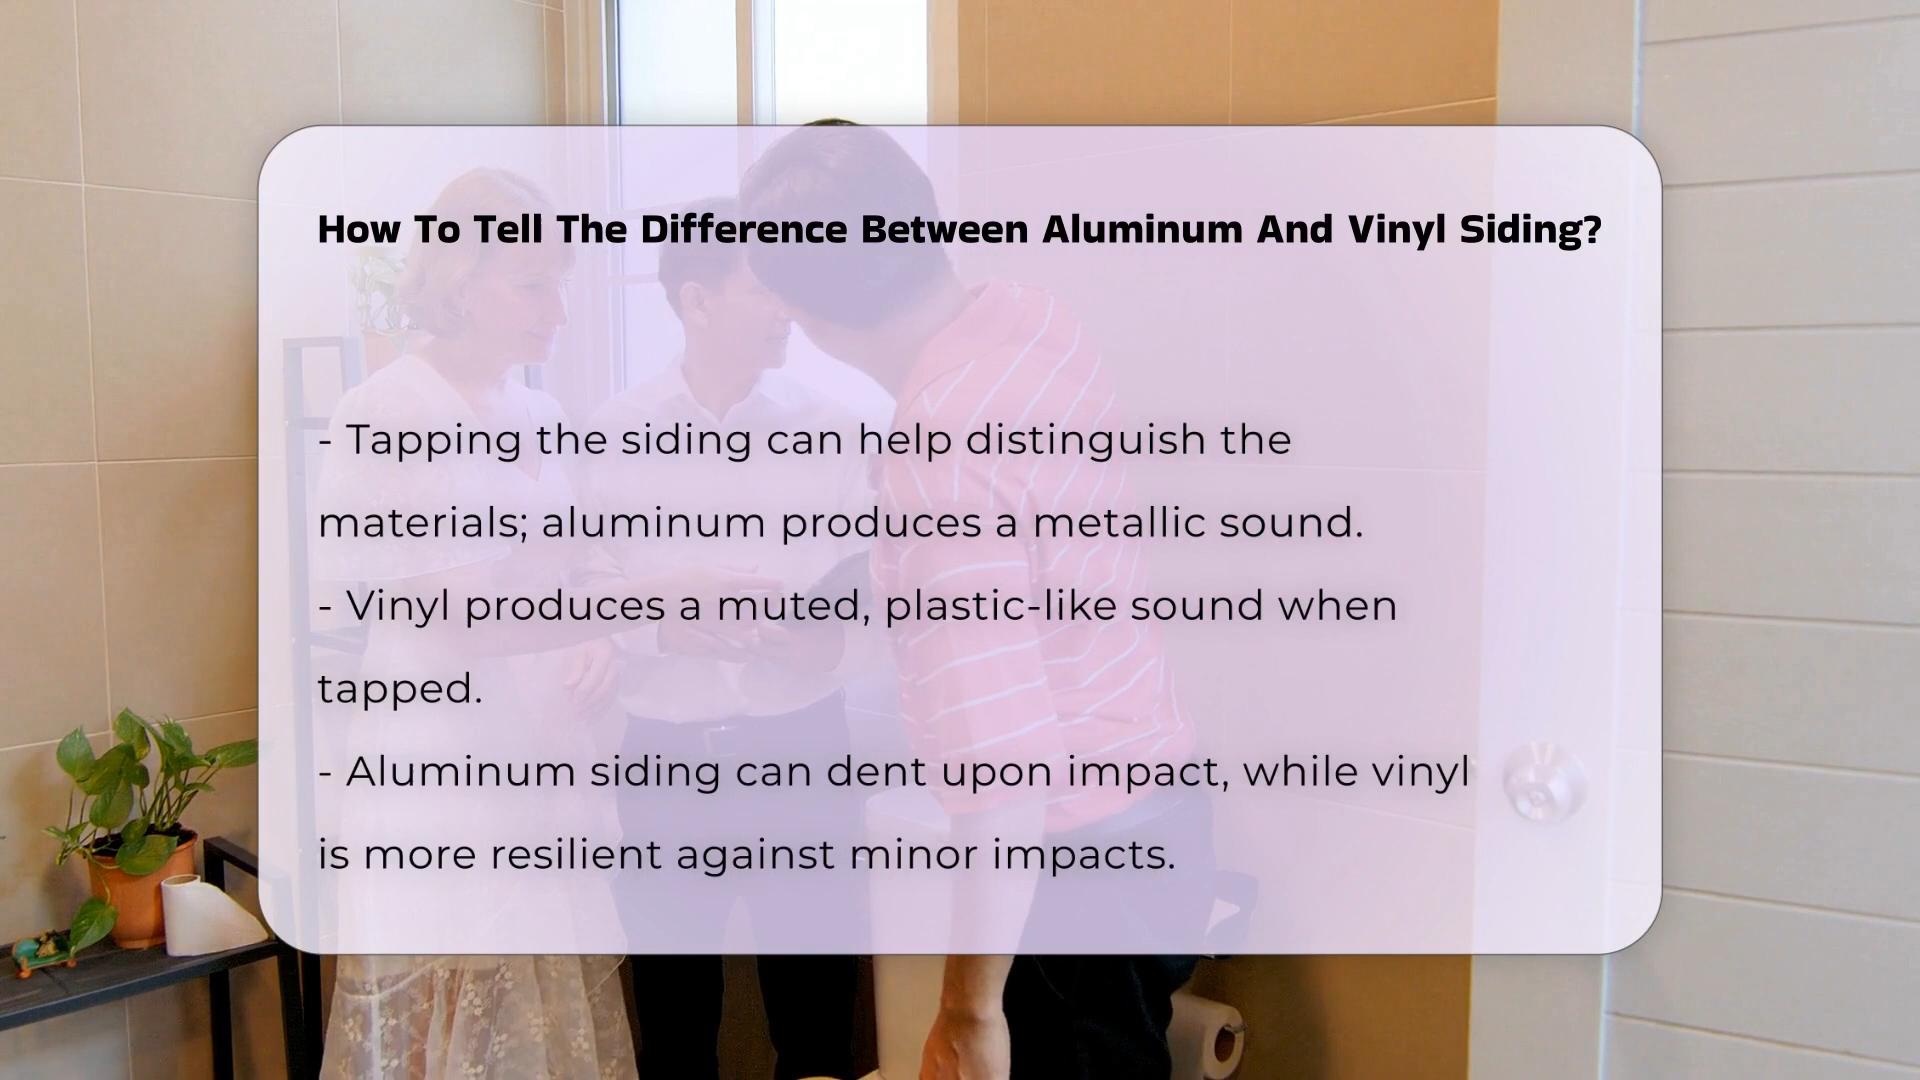 How To Tell The Difference Between Aluminum And Vinyl Siding?
- Tapping the siding can help distinguish the
materials; aluminum produces a metallic sound.
- Vinyl produces a muted, plastic-like sound when
tapped.
- Aluminum siding can dent upon impact, while vinyl
is more resilient against minor impacts.